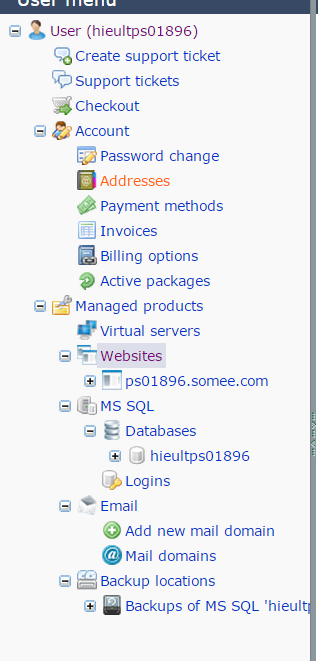 User menu
User (hieultps01896)
Create support ticket
Support tickets
Checkout
Account
Password change
Addresses
Payment methods
Invoices
Billing options
Active packages
Managed products
Virtual servers
Websites
ps01896.somee.com
MS SQL
Databases
hieultps01896
Logins
Email
Add new mail domain
Mail domains
Backup locations
Backups of MS SQL 'hieultp